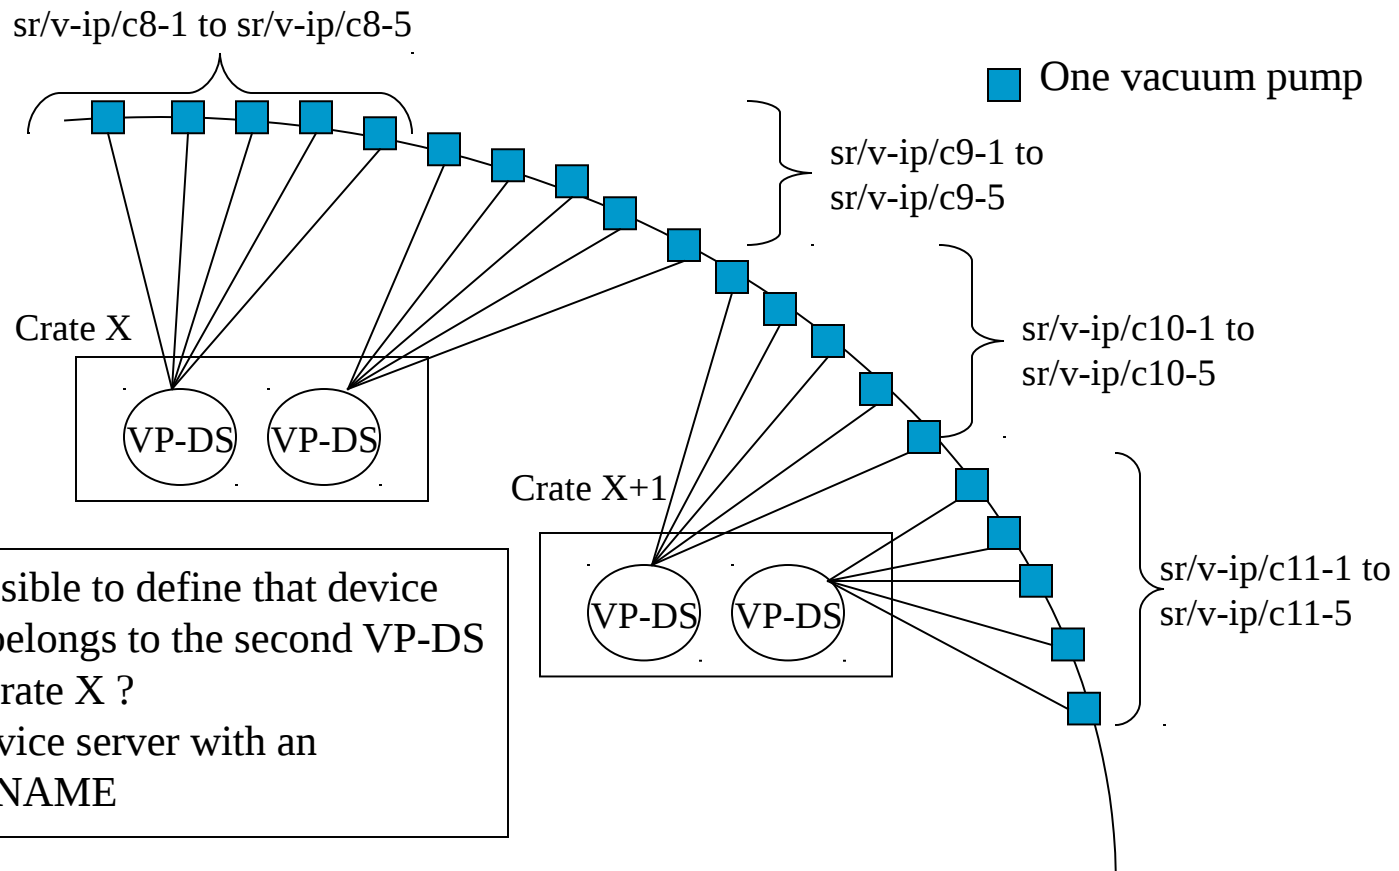 sr/v-ip/c8-1 to sr/v-ip/c8-5
One vacuum pump
sr/v-ip/c9-1 to
sr/v-ip/c9-5
Crate X
sr/v-ip/c10-1 to
sr/v-ip/c10-5
VP-DS VP-DS
Crate X+1
sr/v-ip/c11-1 to
sr/v-ip/c11-5
VP-DS VP-DS
sible to define that device
belongs to the second VP-DS
rate X ?
vice server with an
NAME